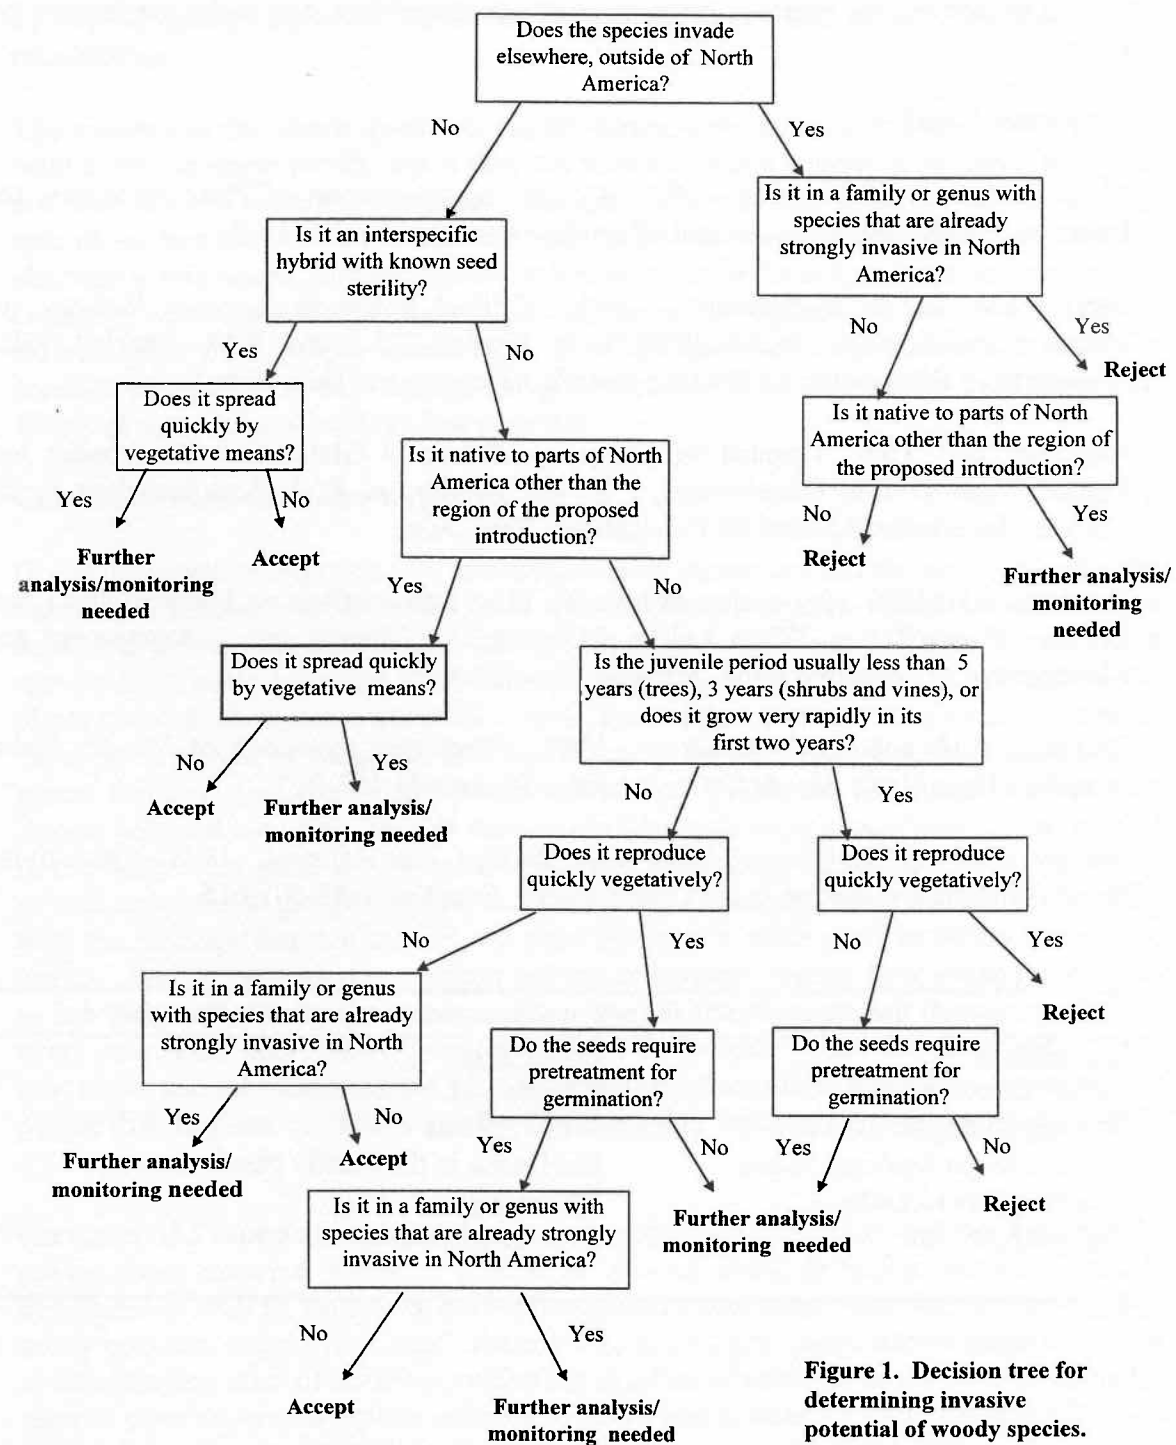 Does the species invade
elsewhere, outside of North
America?
No
Yes
Is it in a family or genus with
species that are already
strongly invasive in North
America?
Is it an interspecific
hybrid with known seed
sterility?
No
Yes
Yes
No
Reject
Does it spread
quickly by
vegetative means?
Is it native to parts of North
America other than the region of
the proposed introduction?
Is it native to parts of North
America other than the
region of the proposed
introduction?
Yes
No
No
Yes
Further
analysis/monitoring
needed
Accept
Reject
Further analysis/
monitoring
needed
Yes
No
Does it spread quickly
by vegetative means?
Is the juvenile period usually less than 5
years (trees), 3 years (shrubs and vines), or
does it grow very rapidly in its
first two years?
No
Yes
Accept
Further analysis/
monitoring needed
No
Yes
Does it reproduce
quickly vegetatively?
Does it reproduce
quickly vegetatively?
No
Yes
No
Yes
Is it in a family or genus
with species that are already
strongly invasive in North
America?
Reject
Do the seeds require
pretreatment for
germination?
Do the seeds require
pretreatment for
germination?
Yes
No
Yes
No
Yes
No
Further analysis/
monitoring needed
Accept
Is it in a family or genus with
species that are already strongly
invasive in North America?
Further analysis/
monitoring needed
Reject
No
Yes
Accept
Further analysis/
monitoring needed
Figure 1. Decision tree for
determining invasive
potential of woody species.